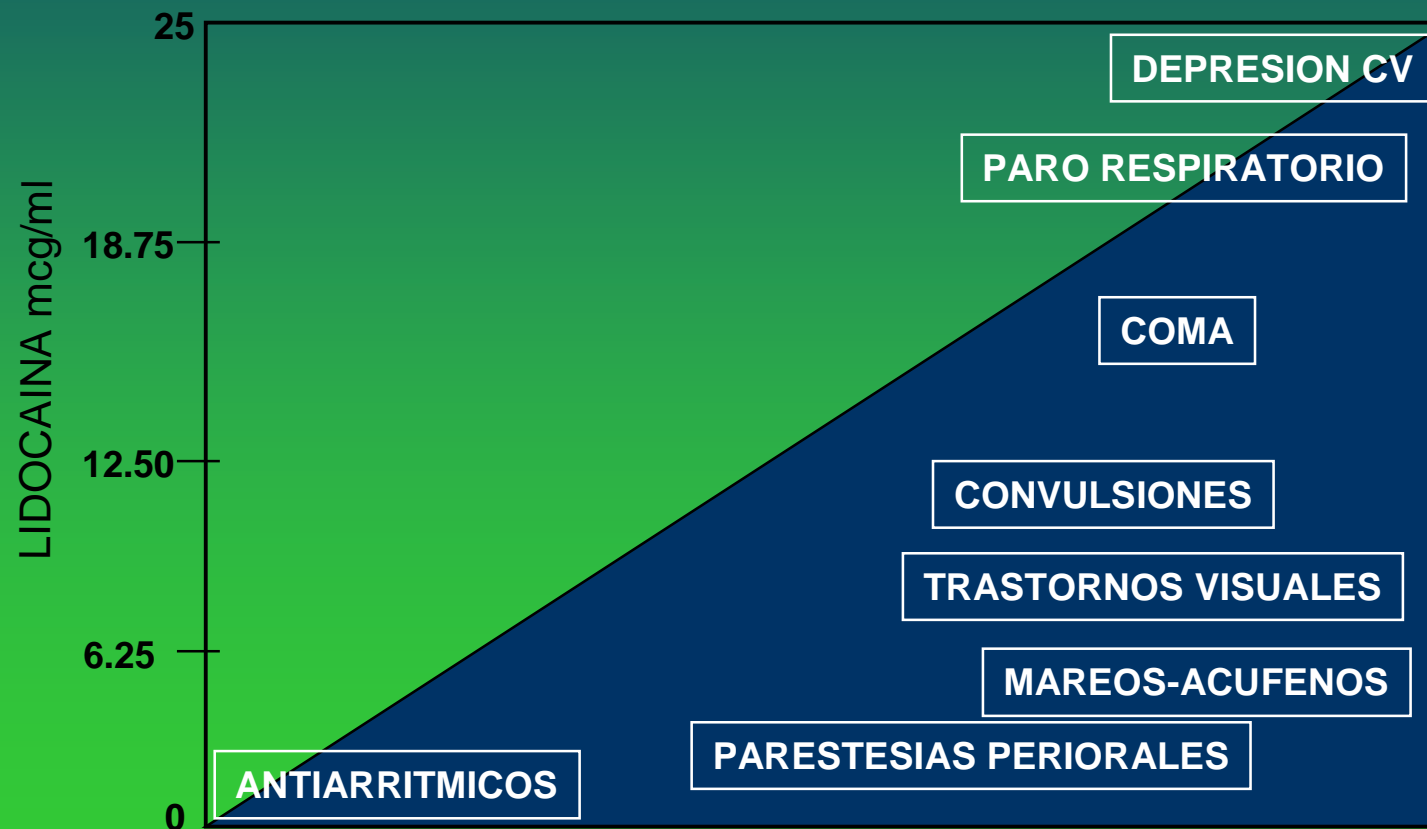 25
DEPRESION CV
PARO RESPIRATORIO
18.75
COMA
LIDOCAINA mcg/ml
12.50
CONVULSIONES
TRASTORNOS VISUALES
6.25
MAREOS-ACUFENOS
PARESTESIAS PERIORALES
ANTIARRITMICOS
0